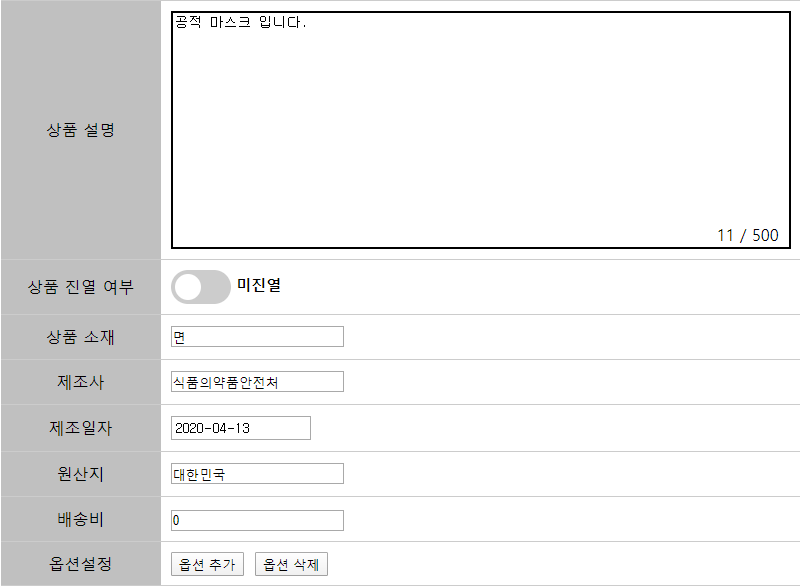 상품 설명
공적 마스크 입니다.
11 / 500
상품 진열 여부
미진열
상품 소재
면
제조사
식품의약품안전처
제조일자
2020-04-13
원산지
대한민국
배송비
0
옵션설정
옵션 추가 옵션 삭제